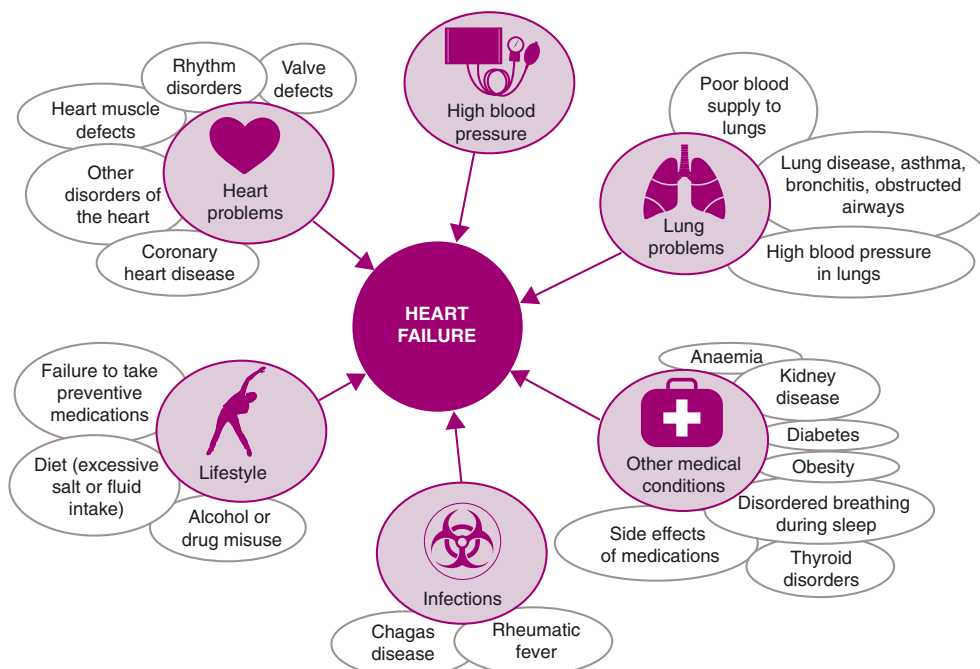 Rhythm
disorders
Valve
defects
Heart muscle
defects
Other
disorders of
the heart
Coronary
heart disease
Heart
problems
High blood
pressure
Poor blood
supply to
lungs
Lung disease, asthma,
bronchitis, obstructed
airways
High blood pressure
in lungs
Lung
problems
HEART
FAILURE
Failure to take
preventive
medications
Diet (excessive
salt or fluid
intake)
Alcohol or
drug misuse
Lifestyle
Infections
Chagas
disease
Rheumatic
fever
Anaemia
Kidney
disease
Diabetes
Obesity
Disordered breathing
during sleep
Thyroid
disorders
Side effects
of medications
Other medical
conditions